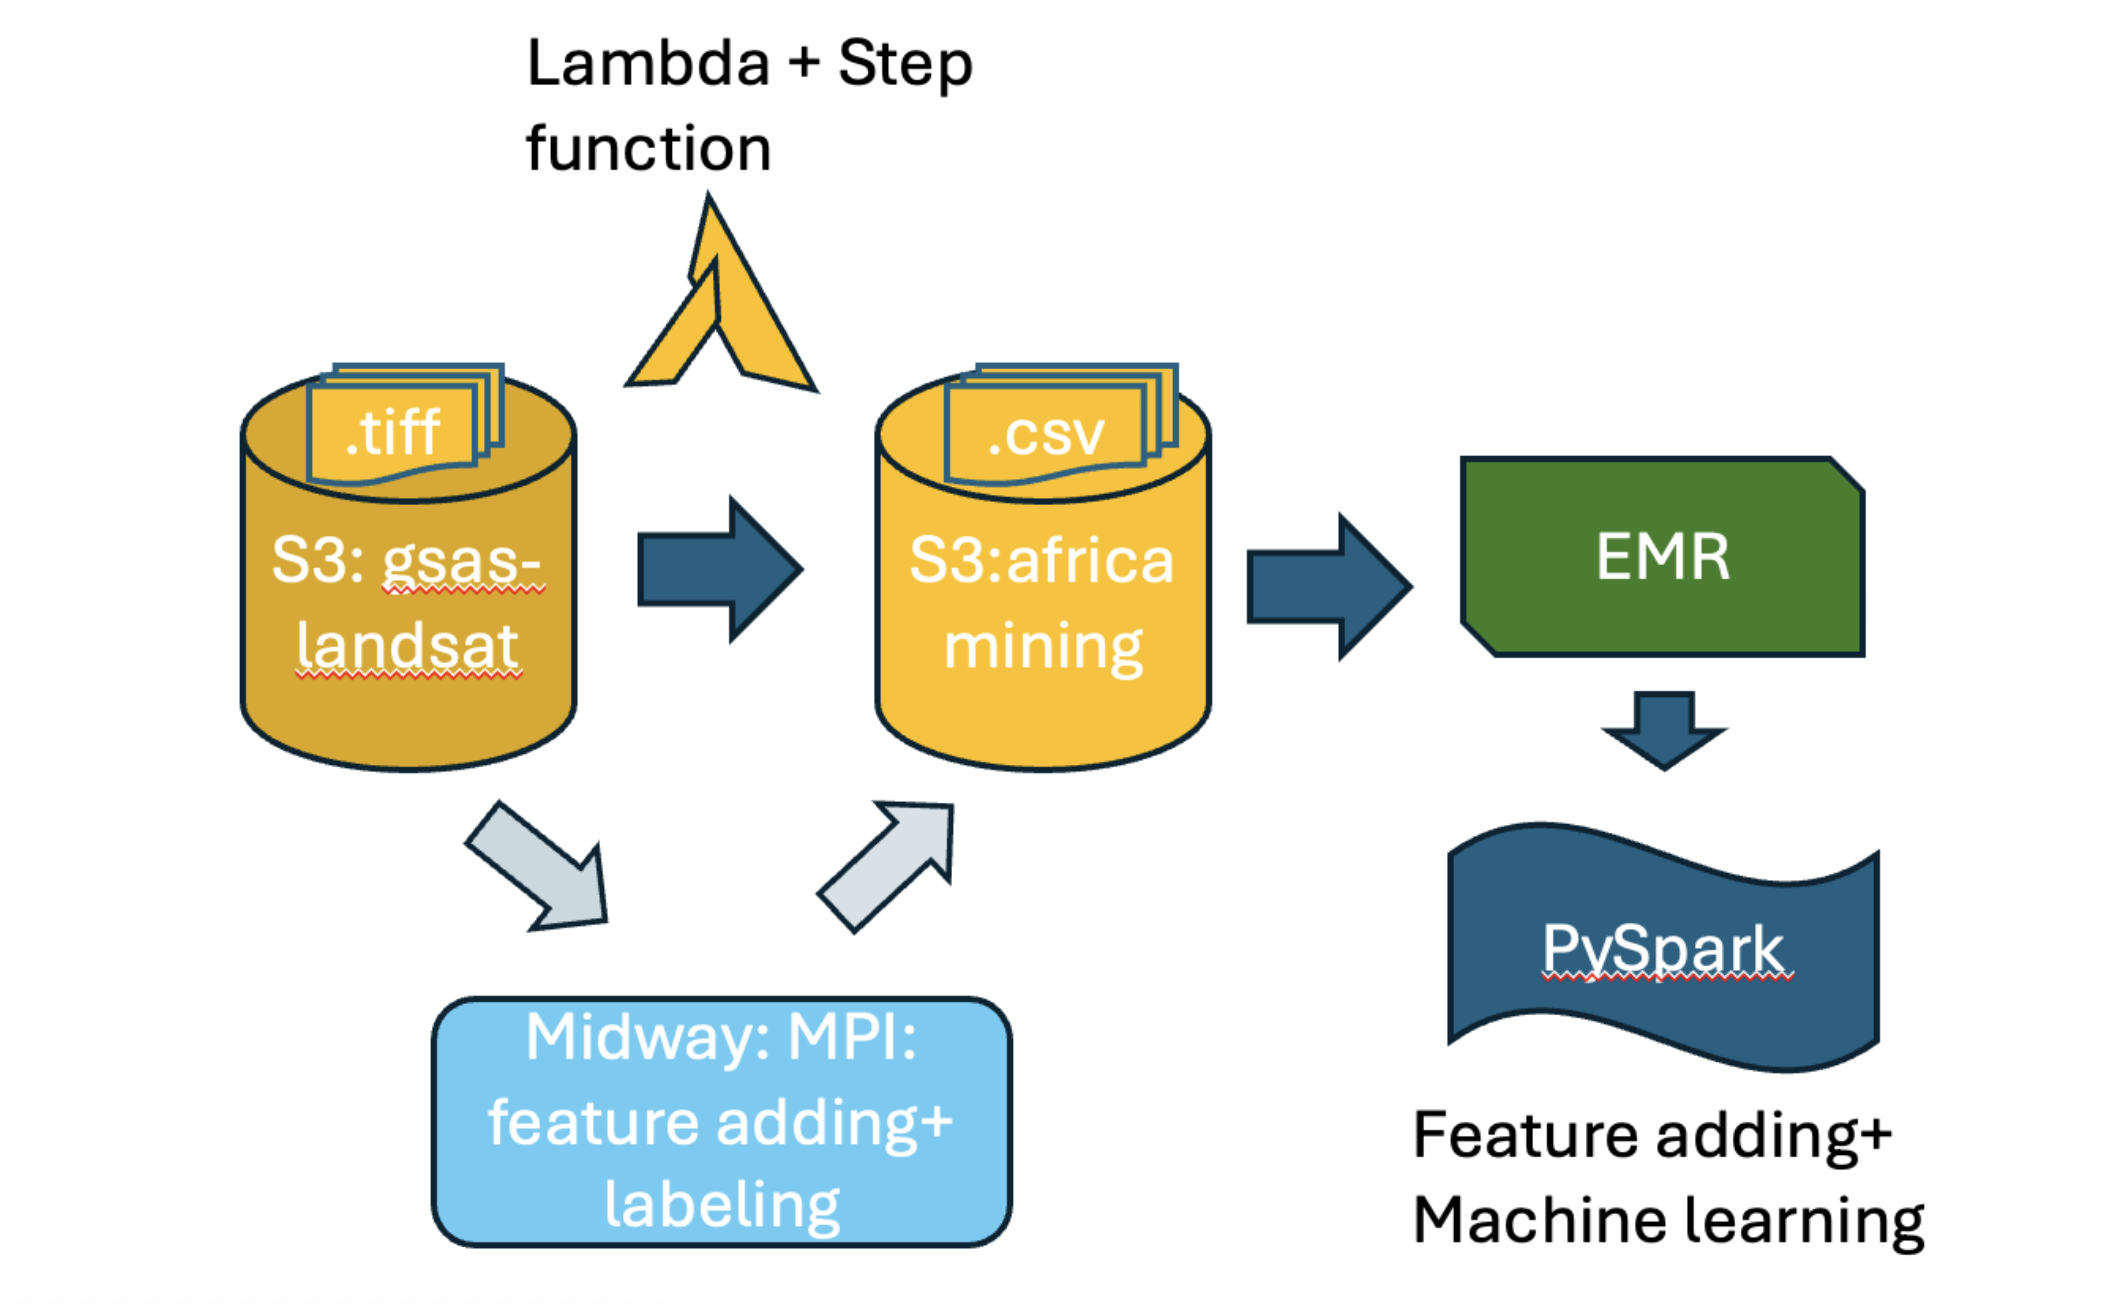 Lambda + Step
function
.tiff
S3: gsas-
landsat
.csv
S3:africa
mining
EMR
PySpark
Midway: MPI:
feature adding+
labeling
Feature adding+
Machine learning